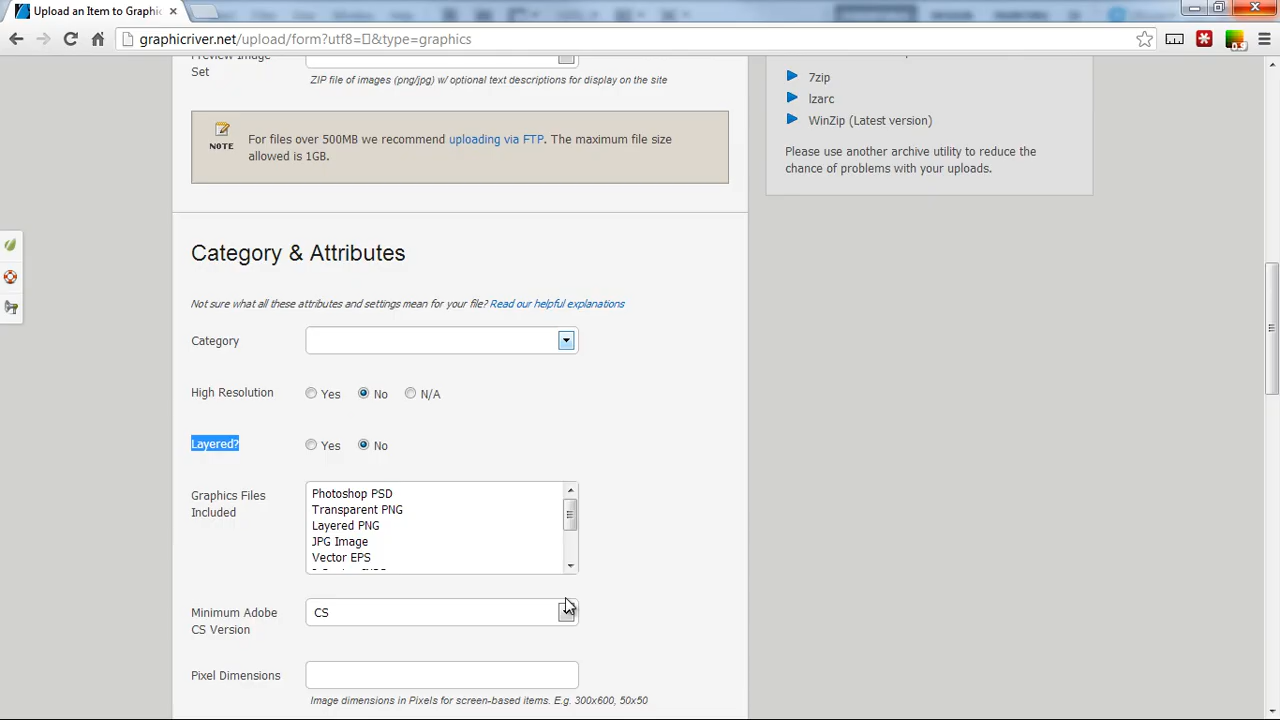 Upload an Item to Graphic
graphicriver.net/upload/form?utf8=&type=graphics
Preview Image
Set
ZIP file of images (png/jpg) w/ optional text descriptions for display on the site
7zip
Izarc
WinZip (Latest version)
Please use another archive utility to reduce the
chance of problems with your uploads.
NOTE
For files over 500MB we recommend uploading via FTP. The maximum file size
allowed is 1GB.
Category & Attributes
Not sure what all these attributes and settings mean for your file? Read our helpful explanations
Category
High Resolution
Yes
No
N/A
Layered?
Yes
No
Graphics Files
Included
Photoshop PSD
Transparent PNG
Layered PNG
JPG Image
Vector EPS
Minimum Adobe
CS Version
CS
Pixel Dimensions
Image dimensions in Pixels for screen-based items. E.g. 300x600, 50x50